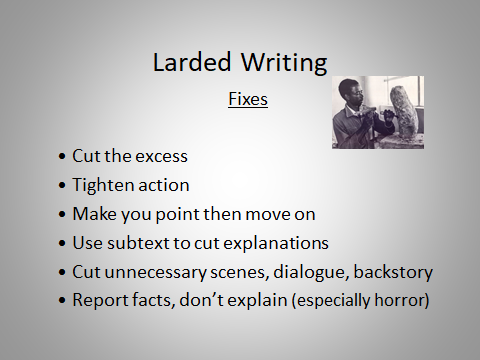 Larded Writing
Fixes
• Cut the excess
• Tighten action
• Make you point then move on
• Use subtext to cut explanations
• Cut unnecessary scenes, dialogue, backstory
• Report facts, don’t explain (especially horror)